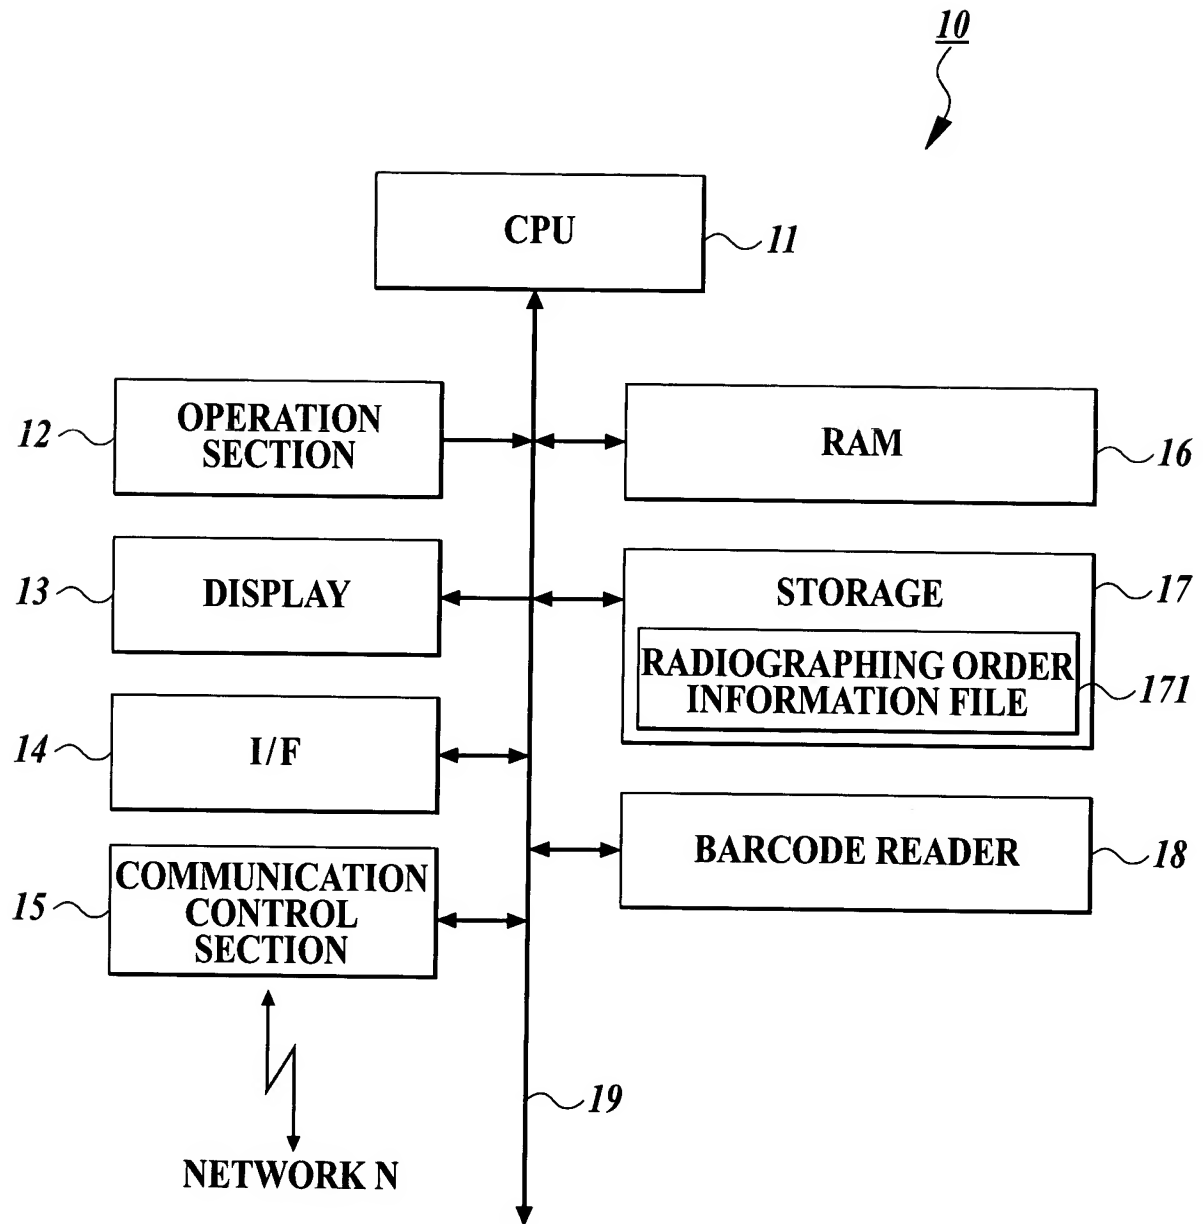 10
CPU
11
OPERATION
SECTION
12
RAM
16
DISPLAY
13
STORAGE
17
RADIOGRAPHING ORDER
INFORMATION FILE
171
I/F
14
BARCODE READER
18
COMMUNICATION
CONTROL
SECTION
15
19
NETWORK N